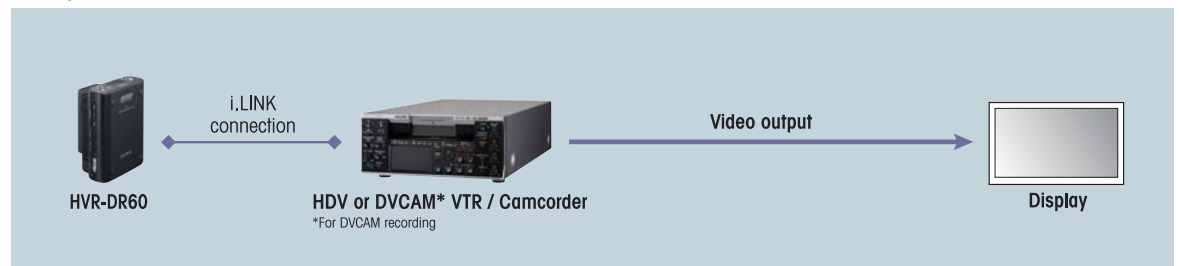 i.LINK
connection
Video output
HVR-DR60
HDV or DVCAM* VTR / Camcorder
*For DVCAM recording
Display